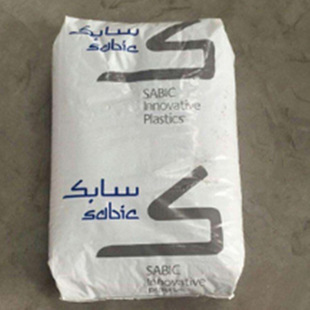 سابك
sabic
SABIC
Innovative
Plastics
سابك
sabic
SABIC
Innovative